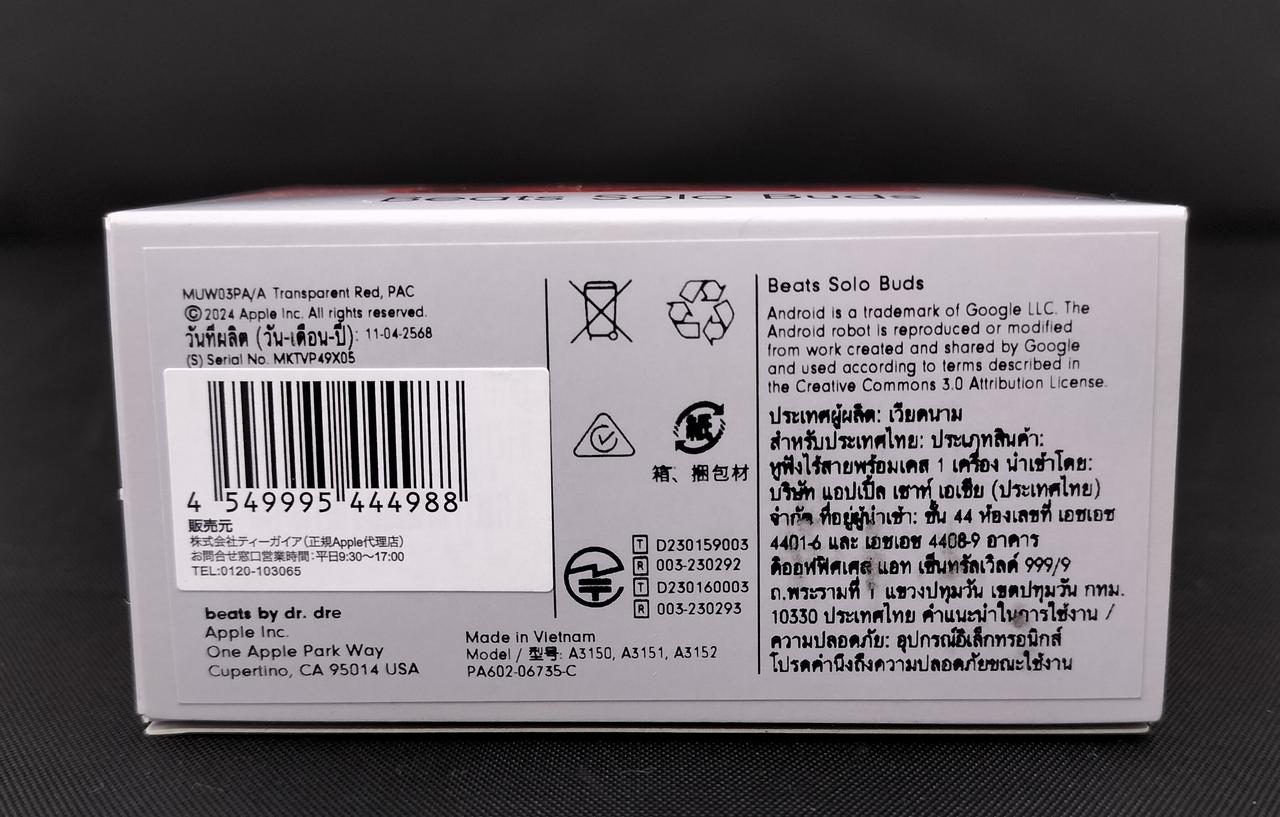 Beats Solo Buds
MUW03PA/A Transparent Red, PAC
©2024 Apple Inc. All rights reserved.
วันที่ผลิต (วัน-เดือน-ปี): 11-04-2568
(S) Serial No. MKTVP49X05
4 549995 444988
販売元
株式会社ティーガイア(正規Apple代理店)
お問合せ窓口営業時間:平日9:30〜17:00
TEL:0120-103065
beats by dr. dre
Apple Inc.
One Apple Park Way
Cupertino, CA 95014 USA
Made in Vietnam
Model / 型号: A3150, A3151, A3152
PA602-06735-C
紙
箱、捆包材
T D230159003
R 003-230292
T D230160003
R 003-230293
Beats Solo Buds
Android is a trademark of Google LLC. The
Android robot is reproduced or modified
from work created and shared by Google
and used according to terms described in
the Creative Commons 3.0 Attribution License.
ประเทศผู้ผลิต: เวียดนาม
สำหรับประเทศไทย: ประเภทสินค้า:
หูฟังไร้สายพร้อมเคส 1 เครื่อง นำเข้าโดย:
บริษัท แอปเปิ้ล เซาท์ เอเชีย (ประเทศไทย)
จำกัด ที่อยู่ผู้นำเข้า: ชั้น 44 ห้องเลขที่ เอชเอช
4401-6 และ เอชเอช 4408-9 อาคาร
ดิออฟฟิศเศส แอท เซ็นทรัลเวิลด์ 999/9
ถ.พระรามที่ 1 แขวงปทุมวัน เขตปทุมวัน กทม.
10330 ประเทศไทย คำแนะนำในการใช้งาน /
ความปลอดภัย: อุปกรณ์อิเล็กทรอนิกส์
โปรดคำนึงถึงความปลอดภัยขณะใช้งาน